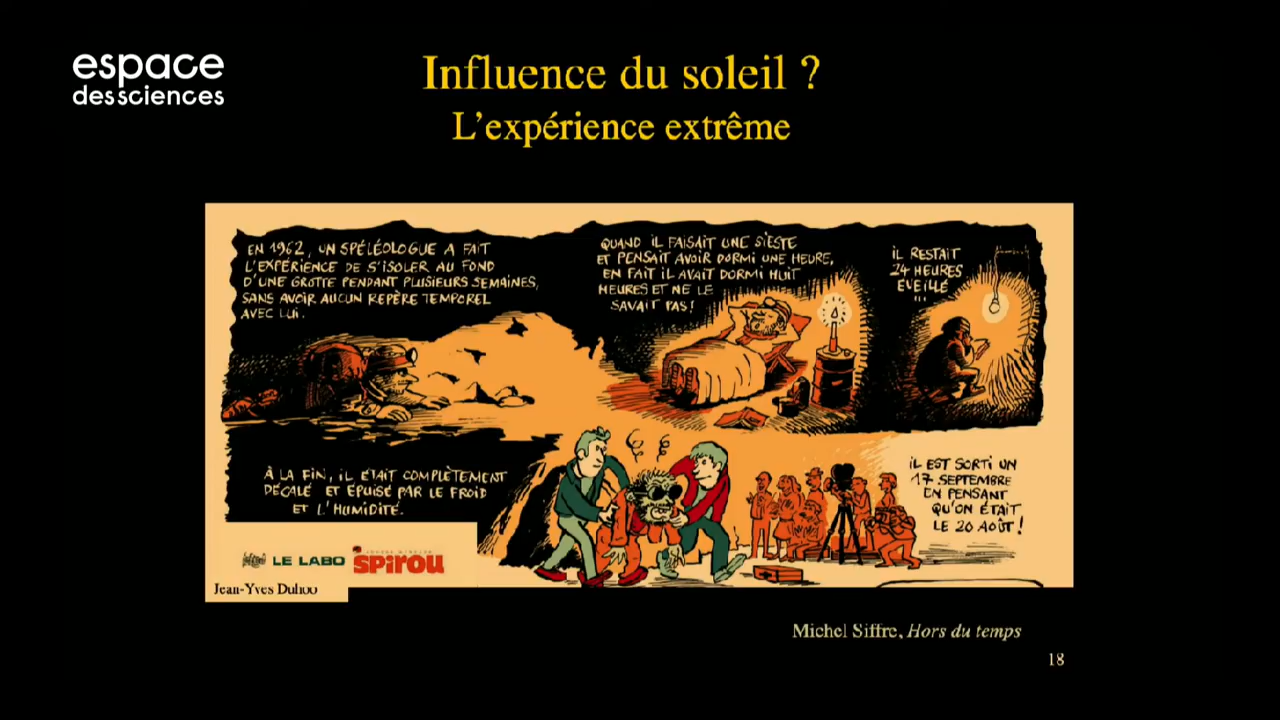 espace
des sciences
Influence du soleil ?
L'expérience extrême
EN 1962, UN SPÉLÉOLOGUE A FAIT
L'EXPÉRIENCE DE S'ISOLER AU FOND
D'UNE GROTTE PENDANT PLUSIEURS SEMAINES,
SANS AVOIR AUCUN REPÈRE TEMPOREL
AVEC LUI.
QUAND IL FAISAIT UNE SIESTE
ET PENSAIT AVOIR DORMI UNE HEURE,
EN FAIT IL AVAIT DORMI HUIT
HEURES ET NE LE
SAVAIT PAS!
IL RESTAIT
24 HEURES
ÉVEILLÉ
...
À LA FIN, IL ÉTAIT COMPLÈTEMENT
DÉCALÉ ET ÉPUISÉ PAR LE FROID
ET L'HUMIDITÉ.
IL EST SORTI UN
17 SEPTEMBRE
EN PENSANT
QU'ON ÉTAIT
LE 20 AOÛT!
LE LABO
SPIROU
Jean-Yves Duhoo
Michel Siffre, Hors du temps
18